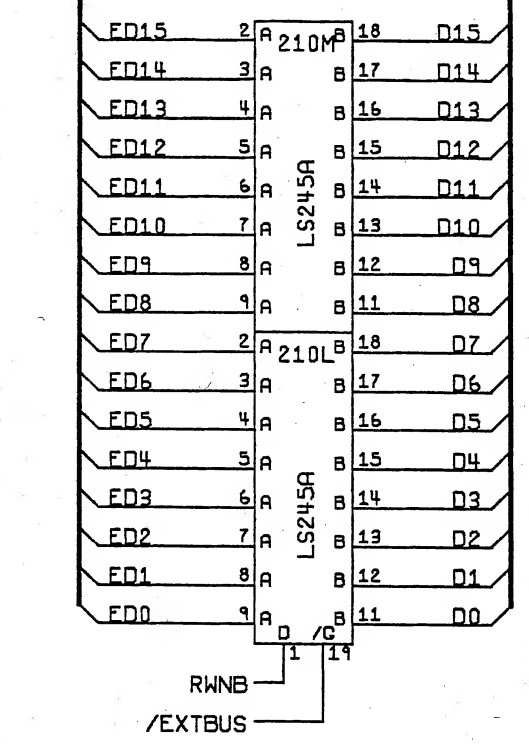 ED15 2 A 210M B 18 D15
ED14 3 A B 17 D14
ED13 4 A B 16 D13
ED12 5 A B 15 D12
ED11 6 A B 14 D11
ED10 7 A B 13 D10
ED9 8 A B 12 D9
ED8 9 A B 11 D8
LS245A
ED7 2 A 210L B 18 D7
ED6 3 A B 17 D6
ED5 4 A B 16 D5
ED4 5 A B 15 D4
ED3 6 A B 14 D3
ED2 7 A B 13 D2
ED1 8 A B 12 D1
ED0 9 A B 11 D0
LS245A
D /G
1 19
RWNB
/EXTBUS